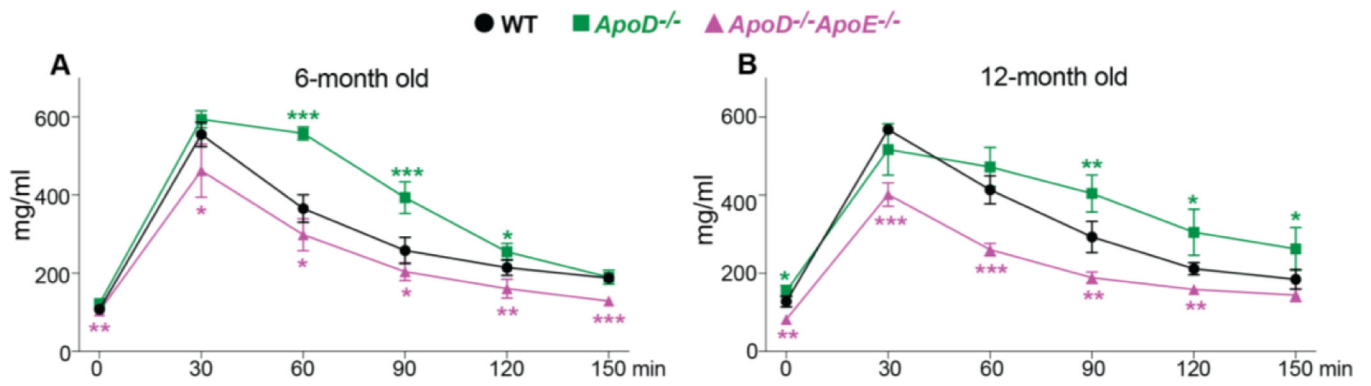 WT ApoD-/- ApoD-/-ApoE-/-
A B
6-month old 12-month old
600 600
*** *** * ** * *
400 400
mg/ml mg/ml
* * * ** *** *** *** ** **
200 200
** * **
0 0
0 30 60 90 120 150 min 0 30 60 90 120 150 min